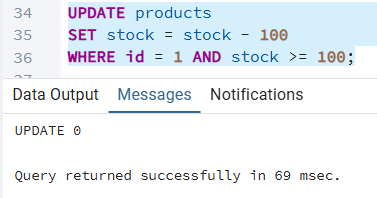 34 UPDATE products
35 SET stock = stock - 100
36 WHERE id = 1 AND stock >= 100;
Data Output Messages Notifications
UPDATE 0
Query returned successfully in 69 msec.